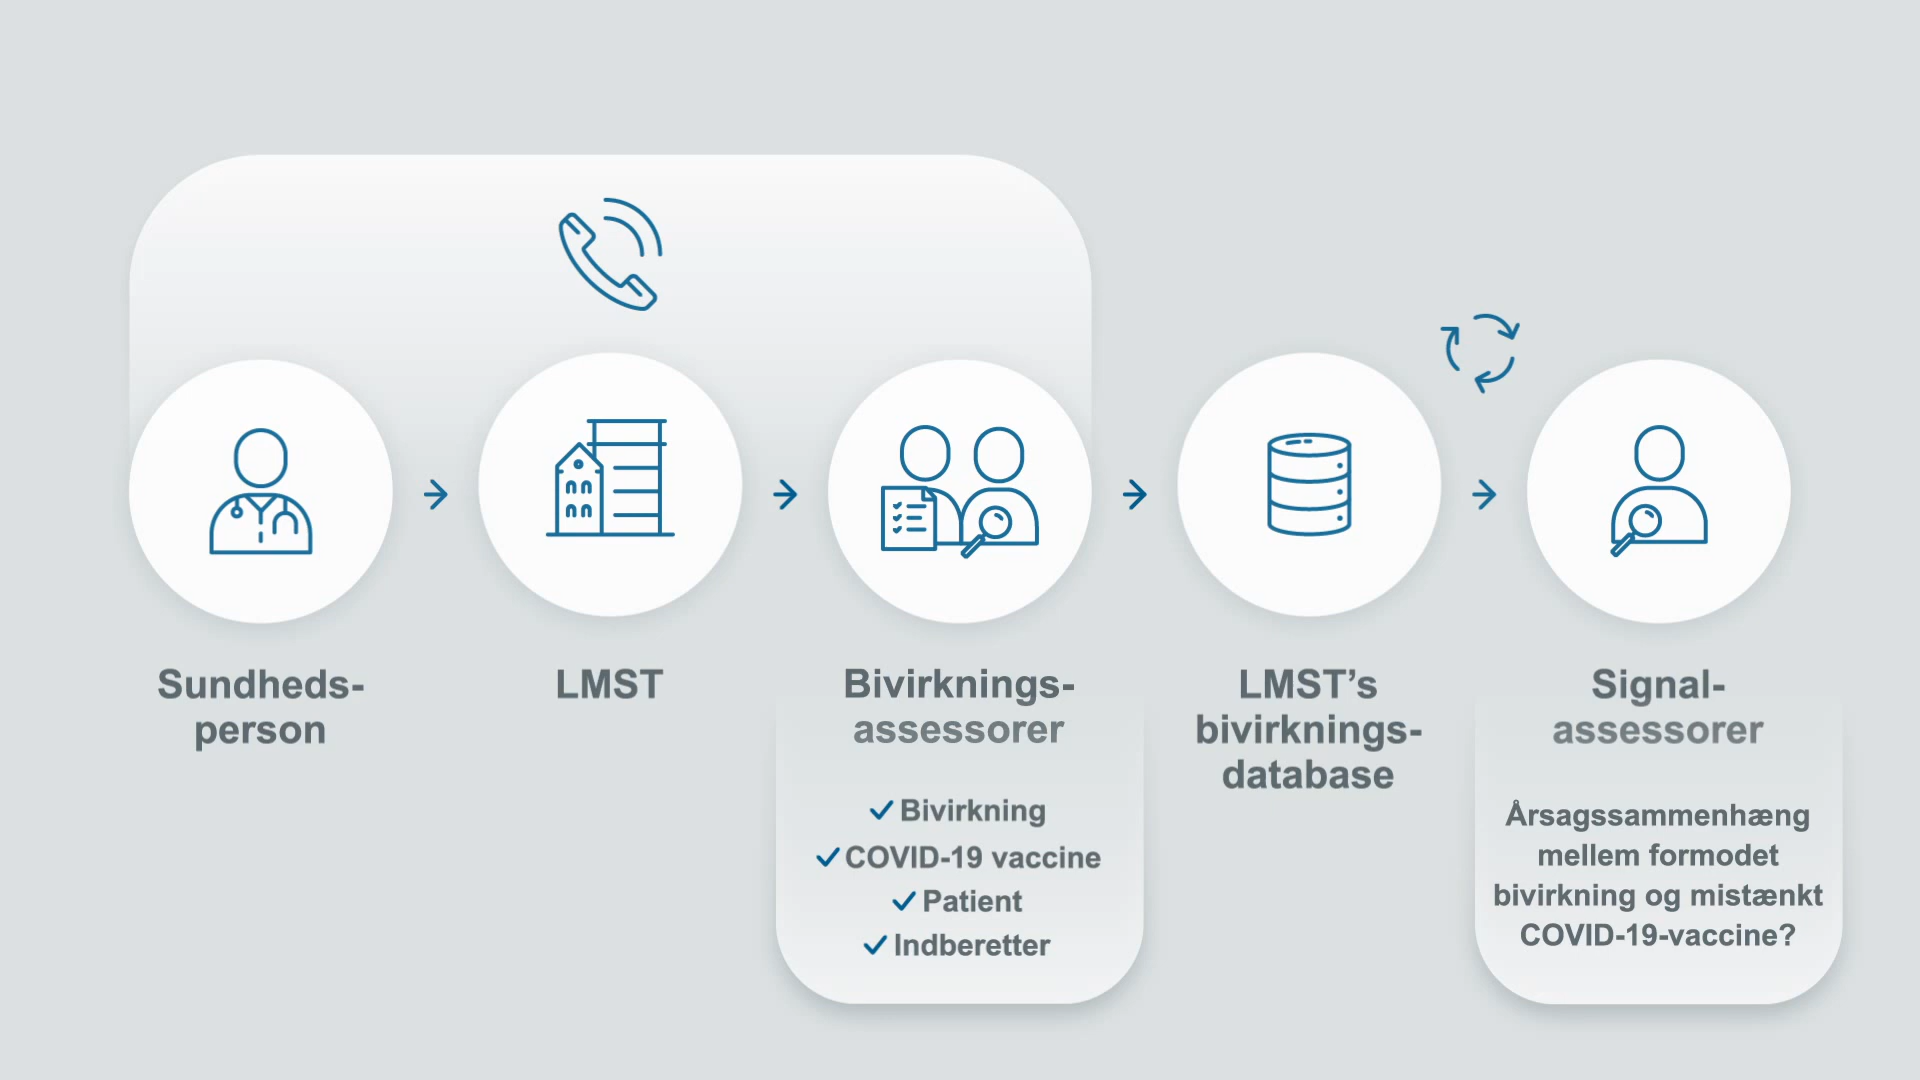 Sundheds-
person
LMST
Bivirknings-
assessorer
Bivirkning
COVID-19 vaccine
Patient
Indberetter
LMST’s
bivirknings-
database
Signal-
assessorer
Årsagssammenhæng
mellem formodet
bivirkning og mistænkt
COVID-19-vaccine?